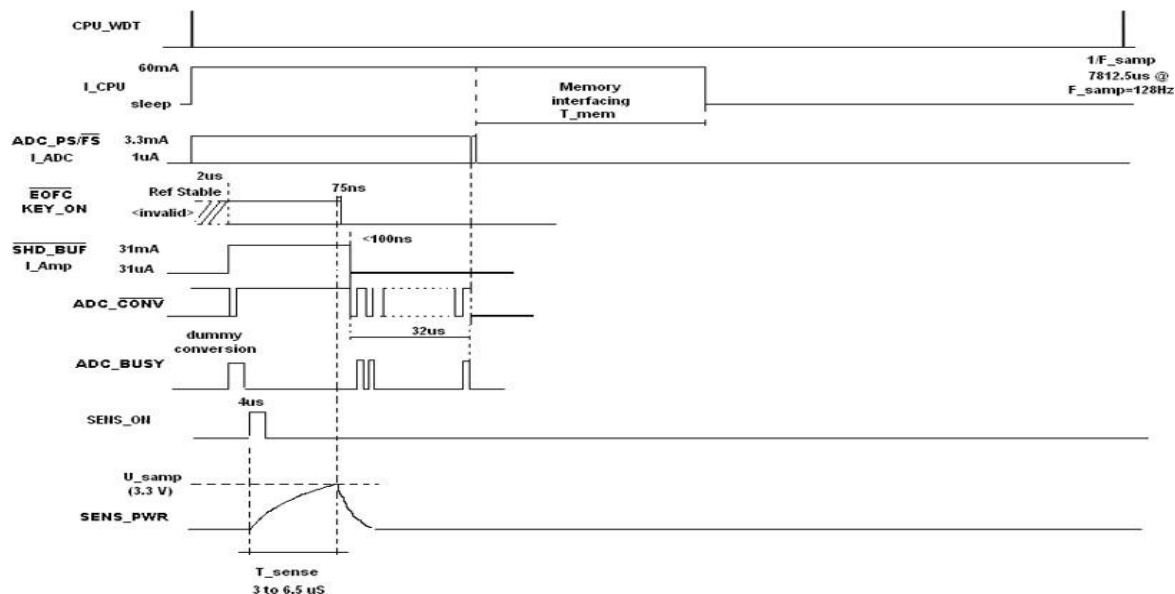 CPU_WDT
1/F_samp
7812.5us @
F_samp=128Hz
60mA
I_CPU
sleep
Memory
interfacing
T_mem
ADC_PS/FS 3.3mA
I_ADC 1uA
2us
EOFC Ref Stable 75ns
KEY_ON <invalid>
<100ns
SHD_BUF 31mA
I_Amp 31uA
ADC_CONV
32us
dummy
conversion
ADC_BUSY
4us
SENS_ON
U_samp
(3.3 V)
SENS_PWR
T_sense
3 to 6.5 uS